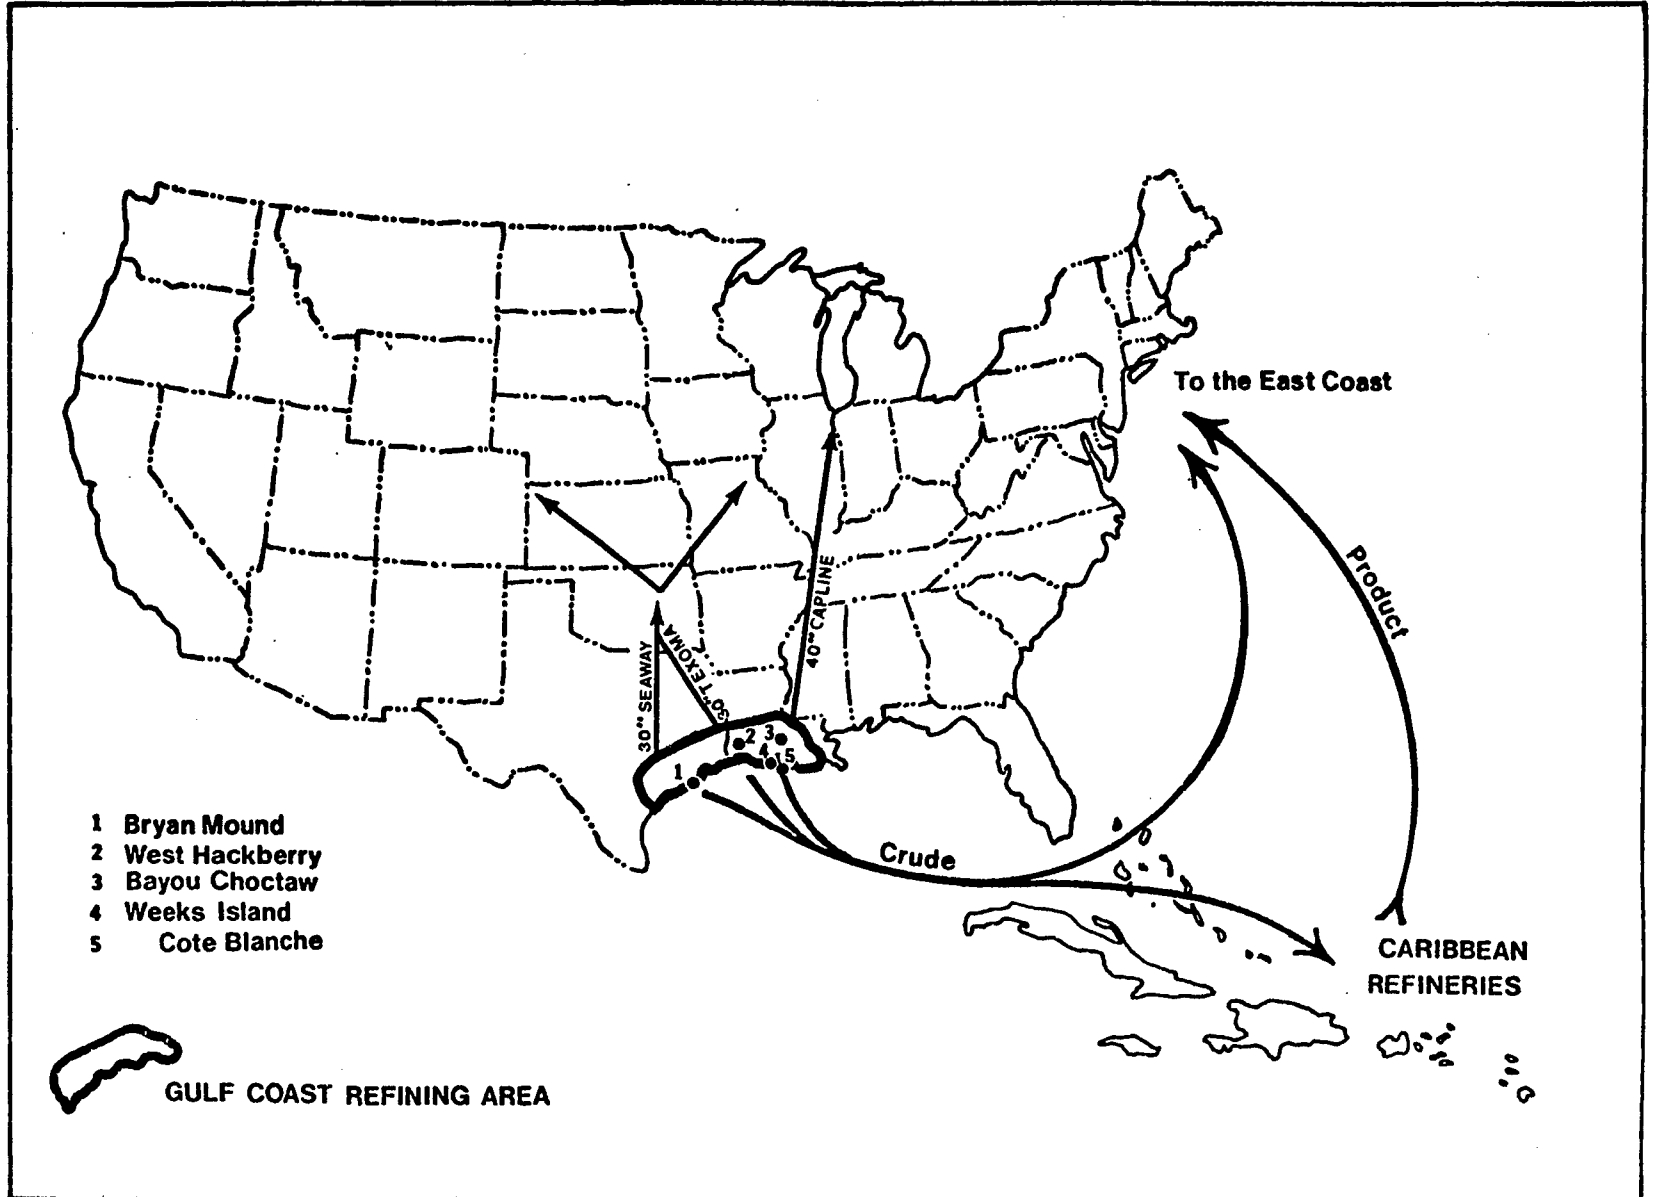 To the East Coast
Product
40" CAPLINE
30" SEAWAY
30" TEXOMA
2
3
4
5
1
Crude
1 Bryan Mound
2 West Hackberry
3 Bayou Choctaw
4 Weeks Island
5 Cote Blanche
CARIBBEAN
REFINERIES
GULF COAST REFINING AREA